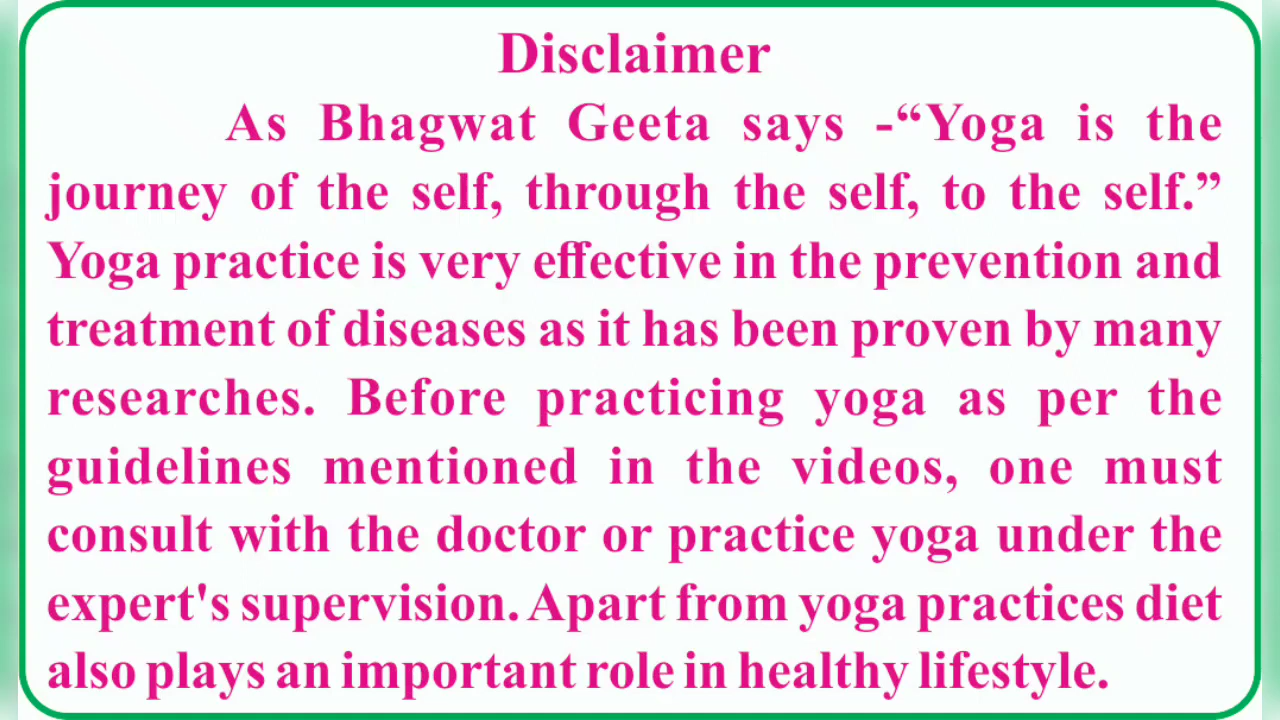 Disclaimer
As Bhagwat Geeta says -“Yoga is the
journey of the self, through the self, to the self.”
Yoga practice is very effective in the prevention and
treatment of diseases as it has been proven by many
researches. Before practicing yoga as per the
guidelines mentioned in the videos, one must
consult with the doctor or practice yoga under the
expert's supervision. Apart from yoga practices diet
also plays an important role in healthy lifestyle.